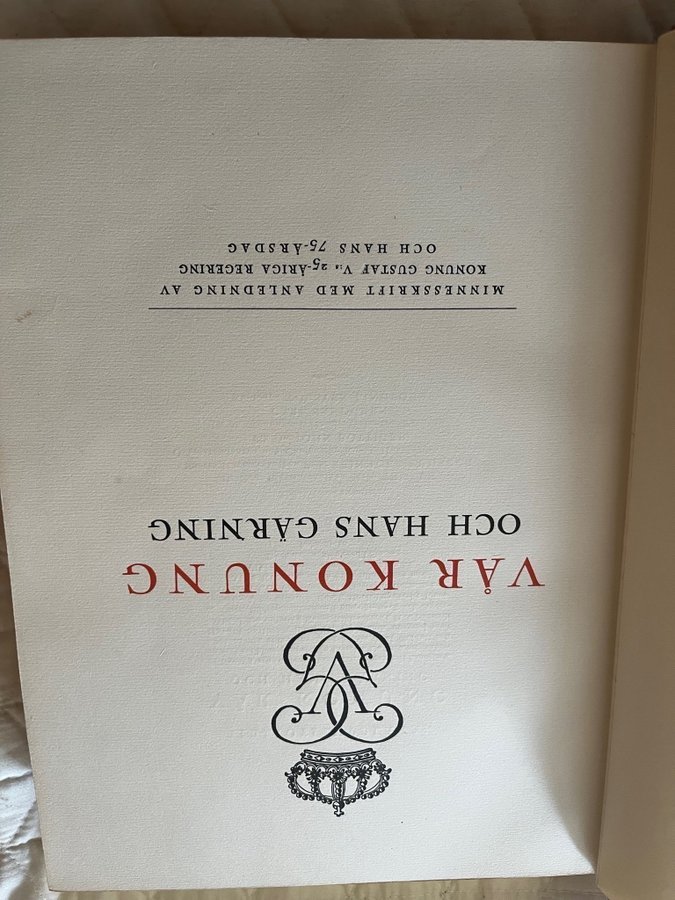 VÅR KONUNG
OCH HANS GÄRNING
MINNESSKRIFT MED ANLEDNING AV
KONUNG GUSTAF V:s 25-ÅRIGA REGERING
OCH HANS 75-ÅRSDAG